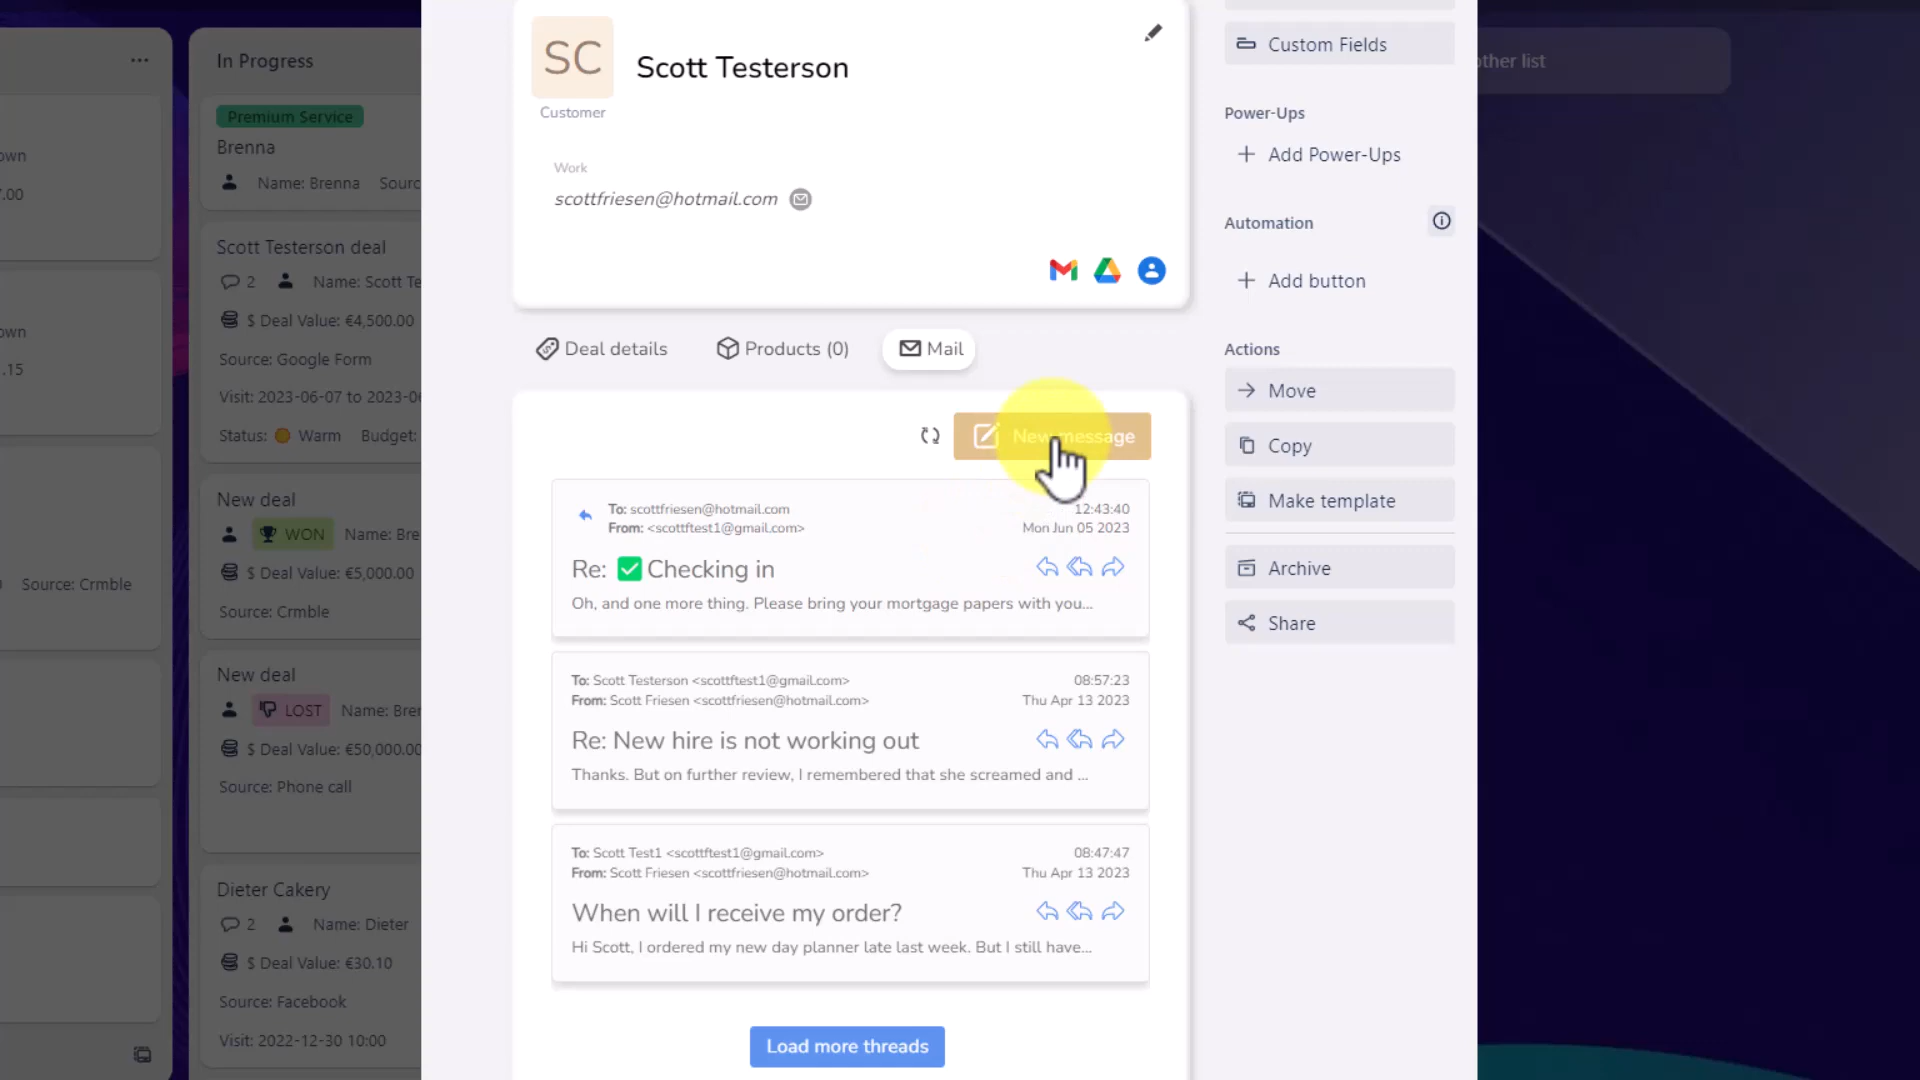 own
7.00
own
.15
Source: Crmble
In Progress
Premium Service
Brenna
Name: Brenna Sourc
Scott Testerson deal
2 Name: Scott Te
$ Deal Value: €4,500.00
Source: Google Form
Visit: 2023-06-07 to 2023-0
Status: Warm Budget:
New deal
WON Name: Bre
$ Deal Value: €5,000.00
Source: Crmble
New deal
LOST Name: Bren
$ Deal Value: €50,000.00
Source: Phone call
Dieter Cakery
2 Name: Dieter
$ Deal Value: €30.10
Source: Facebook
Visit: 2022-12-30 10:00
SC
Scott Testerson
Customer
Work
scottfriesen@hotmail.com
Deal details
Products (0)
Mail
New message
To: scottfriesen@hotmail.com
12:43:40
From: <scottftest1@gmail.com>
Mon Jun 05 2023
Re: ✅ Checking in
Oh, and one more thing. Please bring your mortgage papers with you...
To: Scott Testerson <scottftest1@gmail.com>
08:57:23
From: Scott Friesen <scottfriesen@hotmail.com>
Thu Apr 13 2023
Re: New hire is not working out
Thanks. But on further review, I remembered that she screamed and ...
To: Scott Test1 <scottftest1@gmail.com>
08:47:47
From: Scott Friesen <scottfriesen@hotmail.com>
Thu Apr 13 2023
When will I receive my order?
Hi Scott, I ordered my new day planner late last week. But I still have...
Load more threads
Custom Fields
Power-Ups
Add Power-Ups
Automation
Add button
Actions
Move
Copy
Make template
Archive
Share
other list